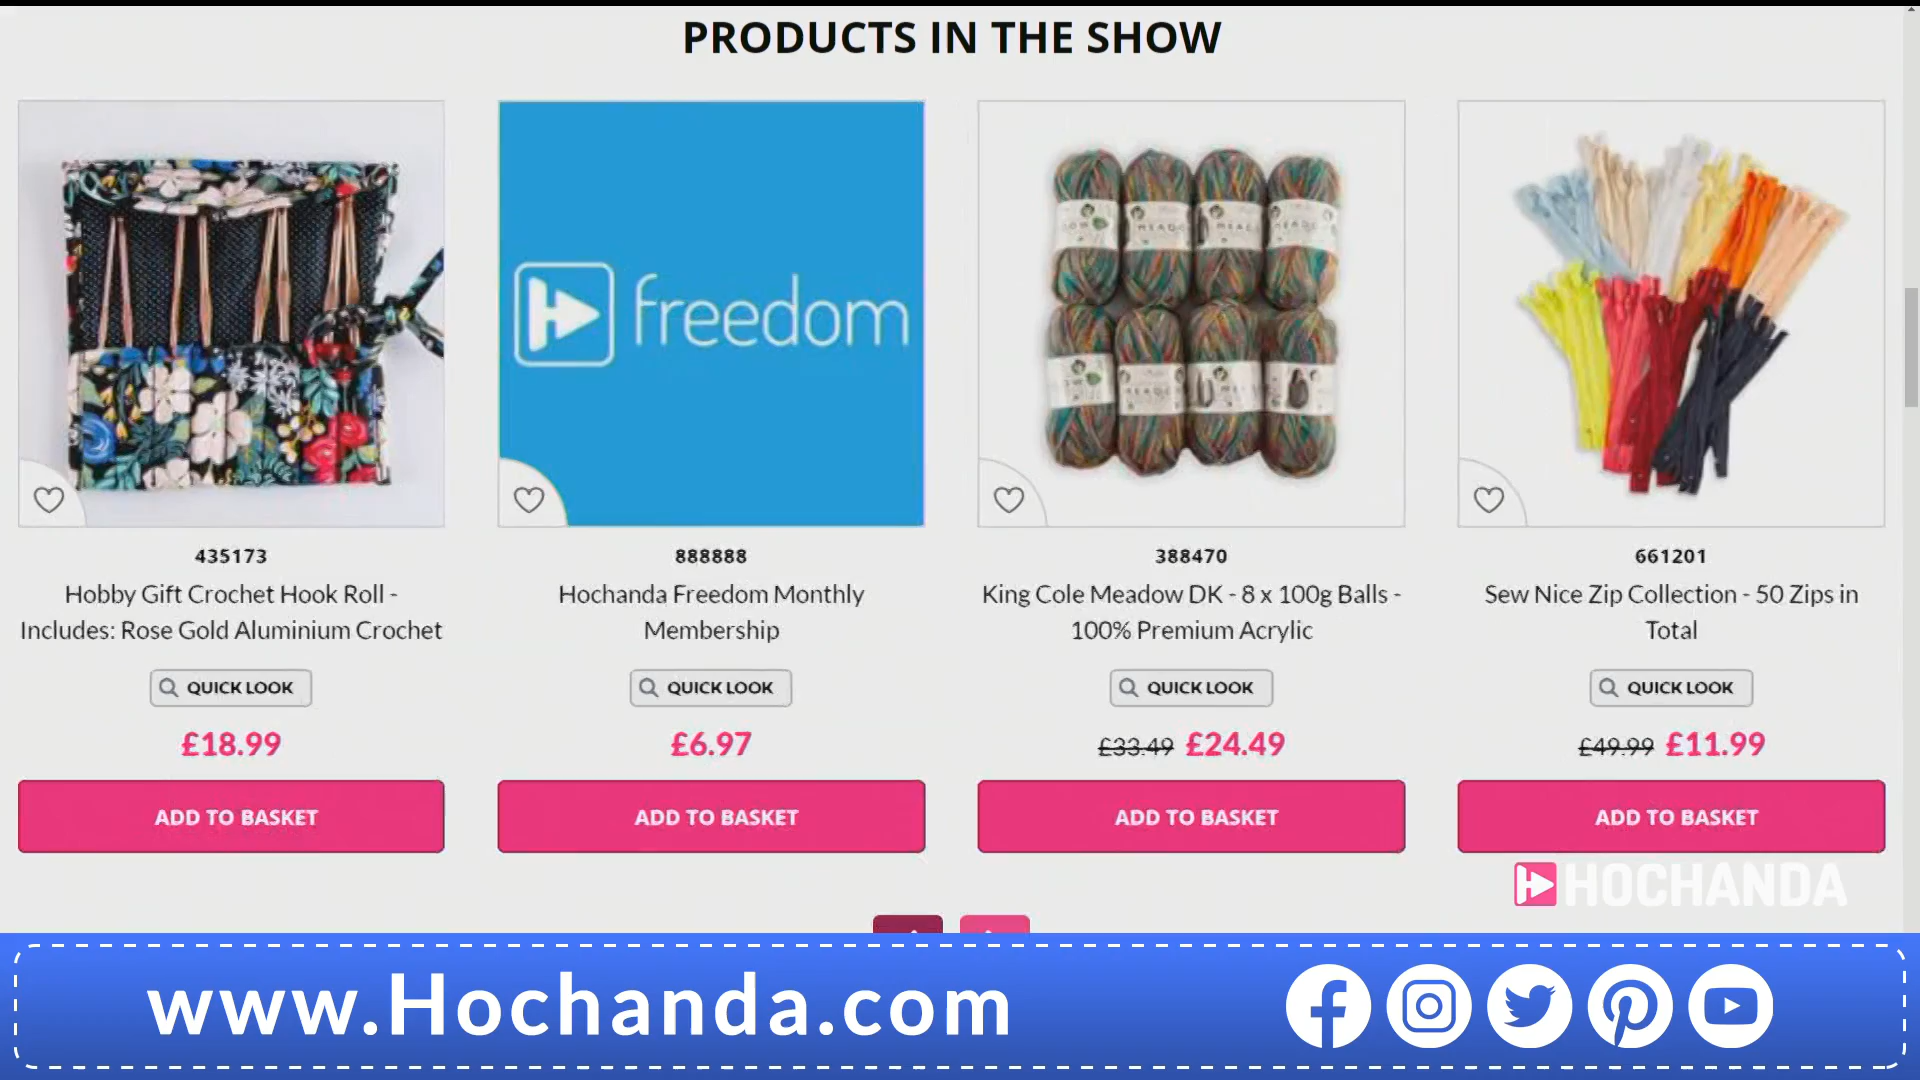 PRODUCTS IN THE SHOW
freedom
435173
Hobby Gift Crochet Hook Roll -
Includes: Rose Gold Aluminium Crochet
QUICK LOOK
£18.99
ADD TO BASKET
888888
Hochanda Freedom Monthly
Membership
QUICK LOOK
£6.97
ADD TO BASKET
388470
King Cole Meadow DK - 8 x 100g Balls -
100% Premium Acrylic
QUICK LOOK
£33.49 £24.49
ADD TO BASKET
661201
Sew Nice Zip Collection - 50 Zips in
Total
QUICK LOOK
£49.99 £11.99
ADD TO BASKET
HOCHANDA
www.Hochanda.com